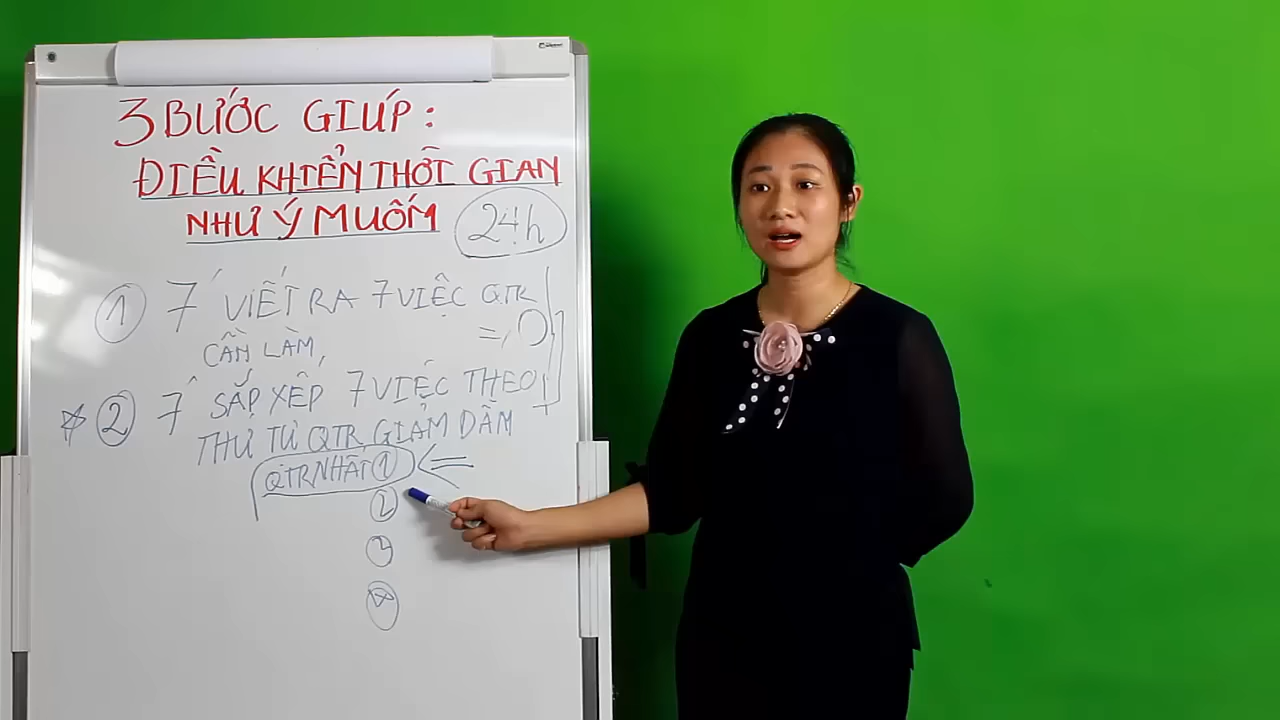 3 BƯỚC GIÚP:
ĐIỀU KHIỂN THỜI GIAN
NHƯ Ý MUỐN
24h
① 7' VIẾT RA 7 VIỆC QTR
CẦN LÀM,
② 7' SẮP XẾP 7 VIỆC THEO
THỨ TỰ QTR GIẢM DẦN
QTR NHẤT ①
②